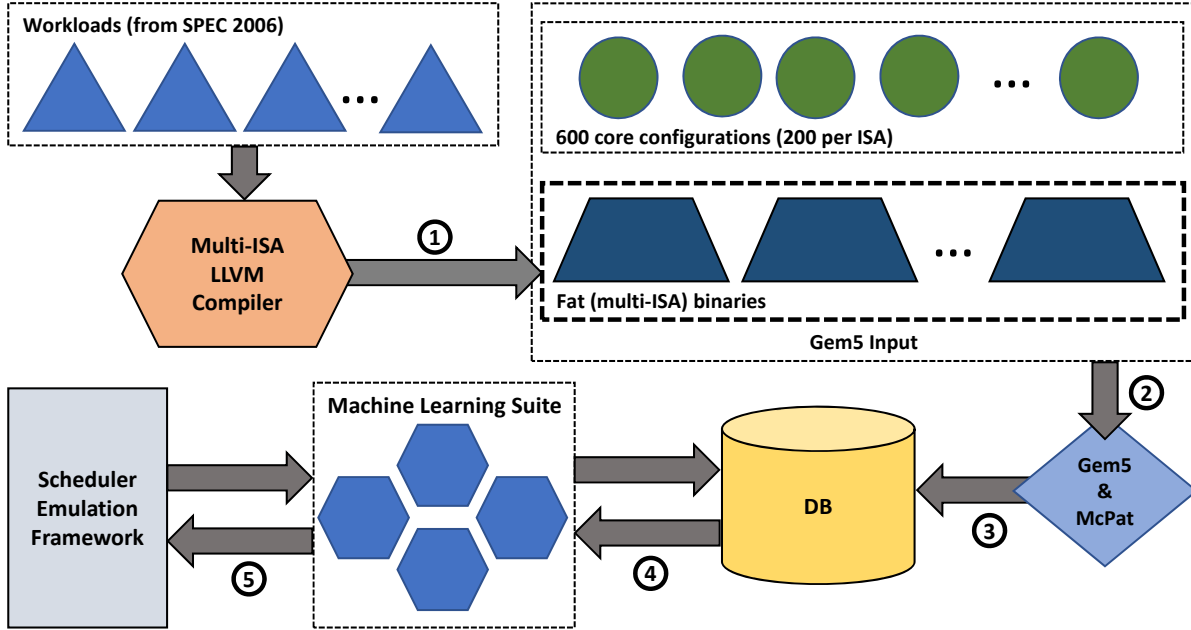 Workloads (from SPEC 2006)
...
...
600 core configurations (200 per ISA)
Multi-ISA
LLVM
Compiler
1
...
Fat (multi-ISA) binaries
Gem5 Input
2
Machine Learning Suite
Scheduler
Emulation
Framework
DB
Gem5
&
McPat
3
4
5